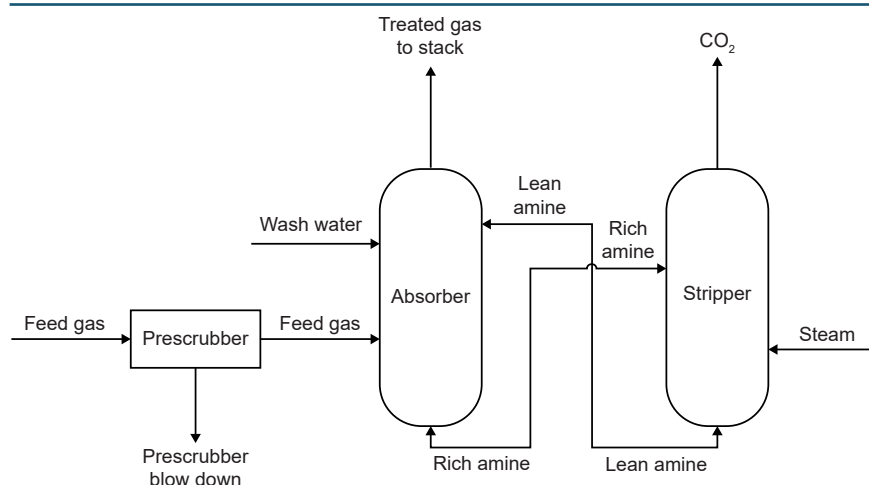 Treated gas
to stack
CO₂
Lean
amine
Wash water
Rich
amine
Absorber
Stripper
Feed gas
Prescrubber
Feed gas
Steam
Prescrubber
blow down
Rich amine
Lean amine